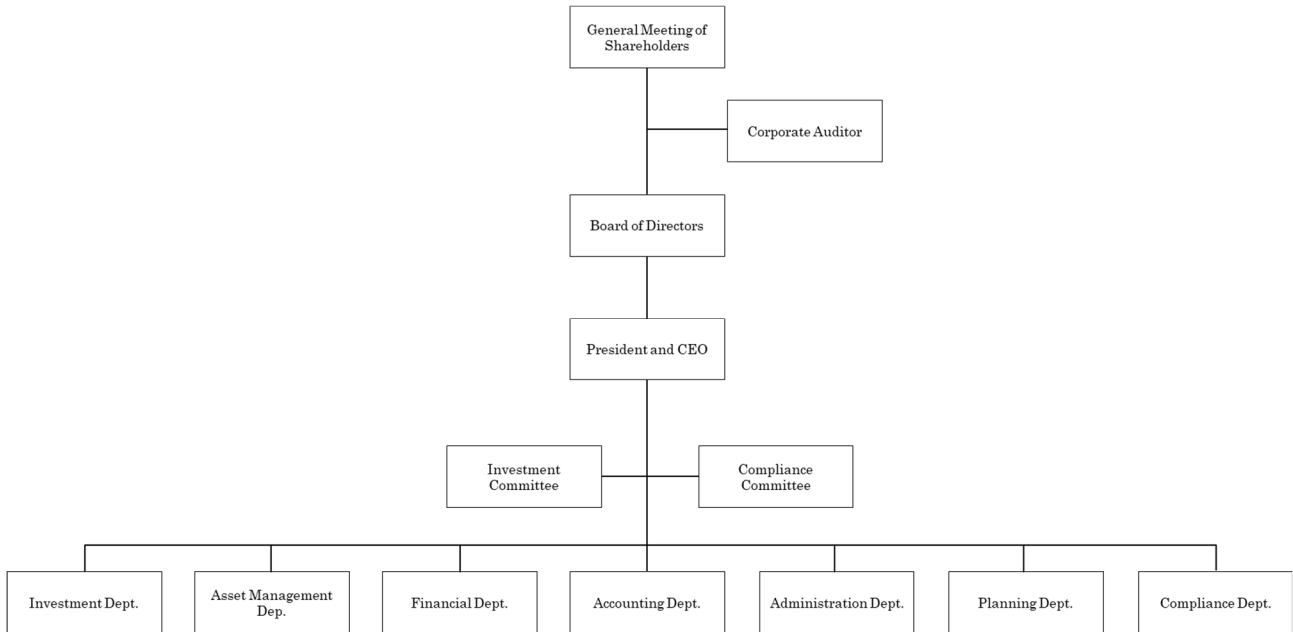 General Meeting of
Shareholders
Corporate Auditor
Board of Directors
President and CEO
Investment
Committee
Compliance
Committee
Investment Dept.
Asset Management
Dep.
Financial Dept.
Accounting Dept.
Administration Dept.
Planning Dept.
Compliance Dept.